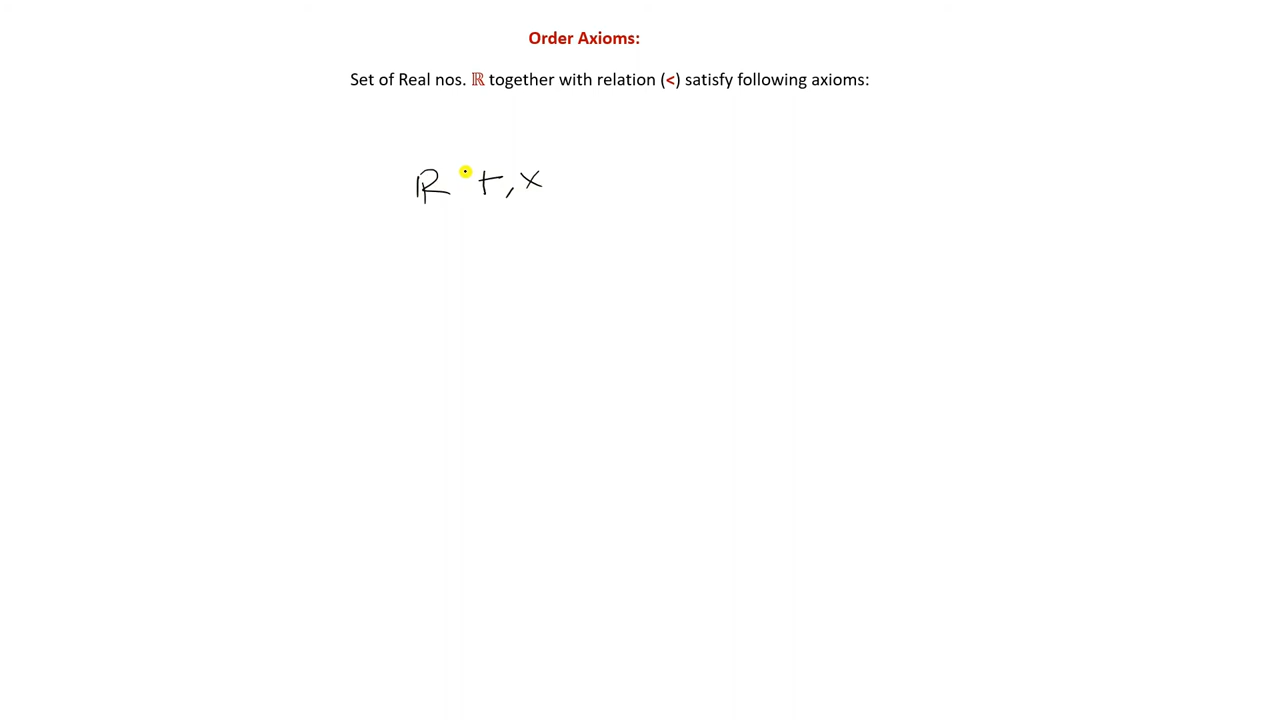 Order Axioms:
Set of Real nos. ℝ together with relation (<) satisfy following axioms:
ℝ +, ×